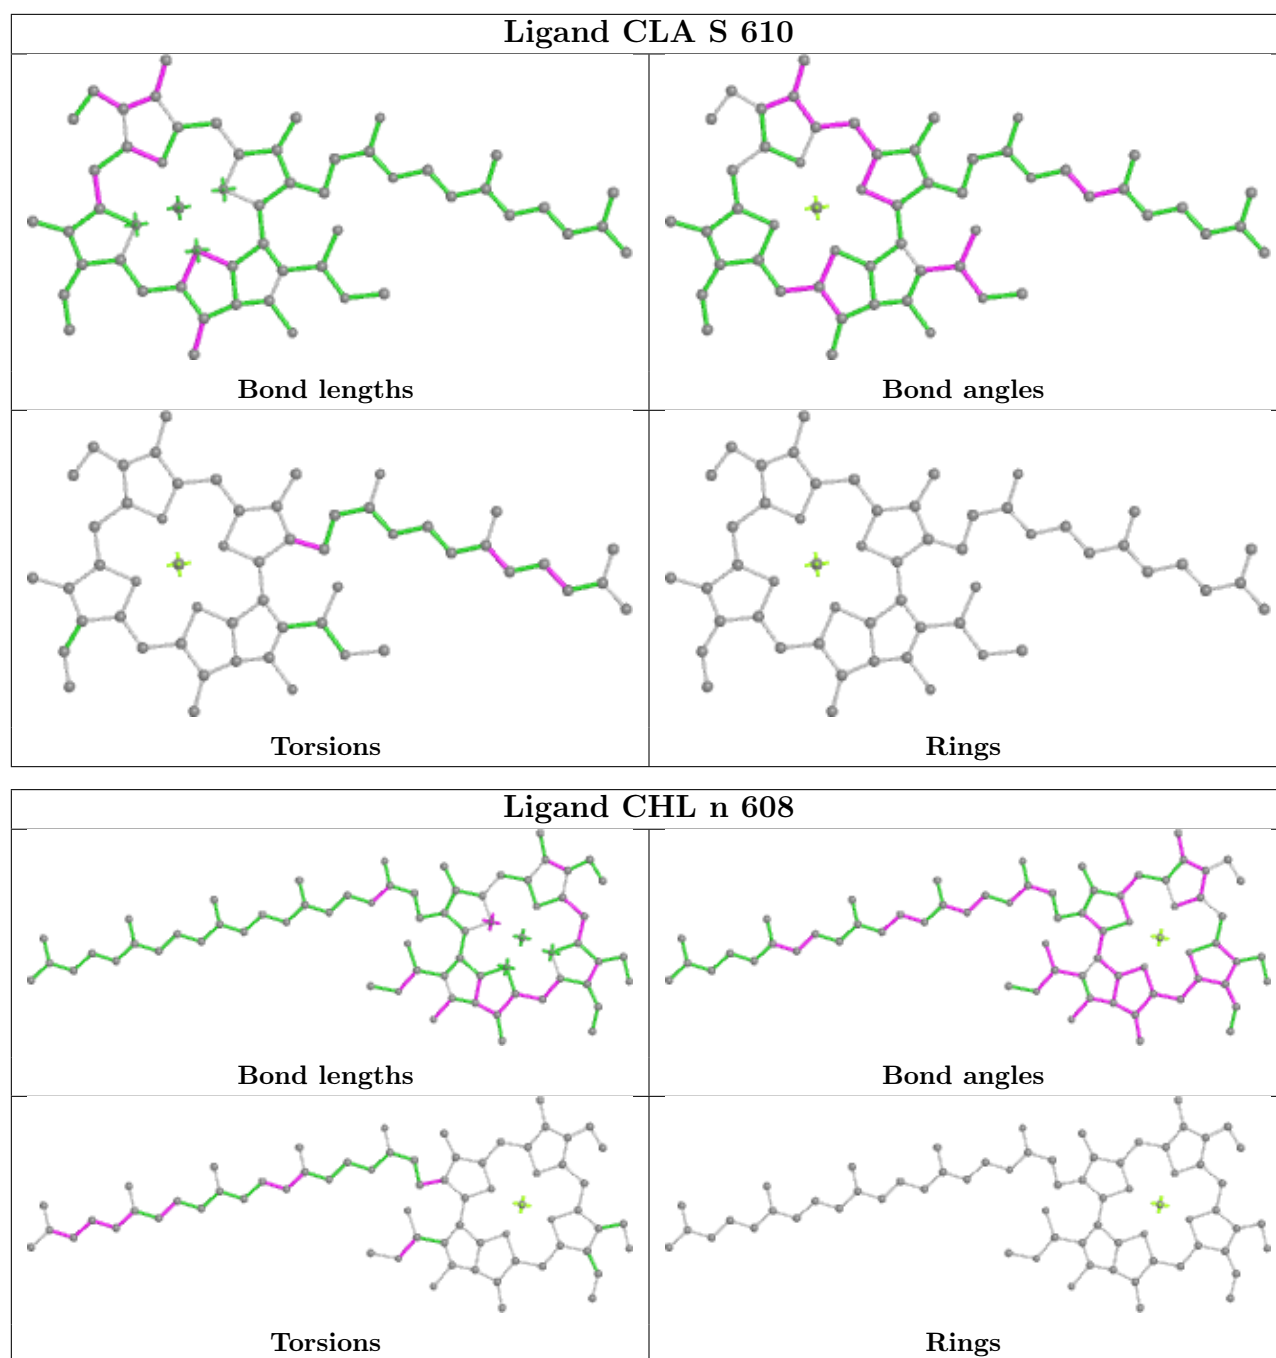 Ligand CLA S 610
Bond lengths
Bond angles
Torsions
Rings
Ligand CHL n 608
Bond lengths
Bond angles
Torsions
Rings